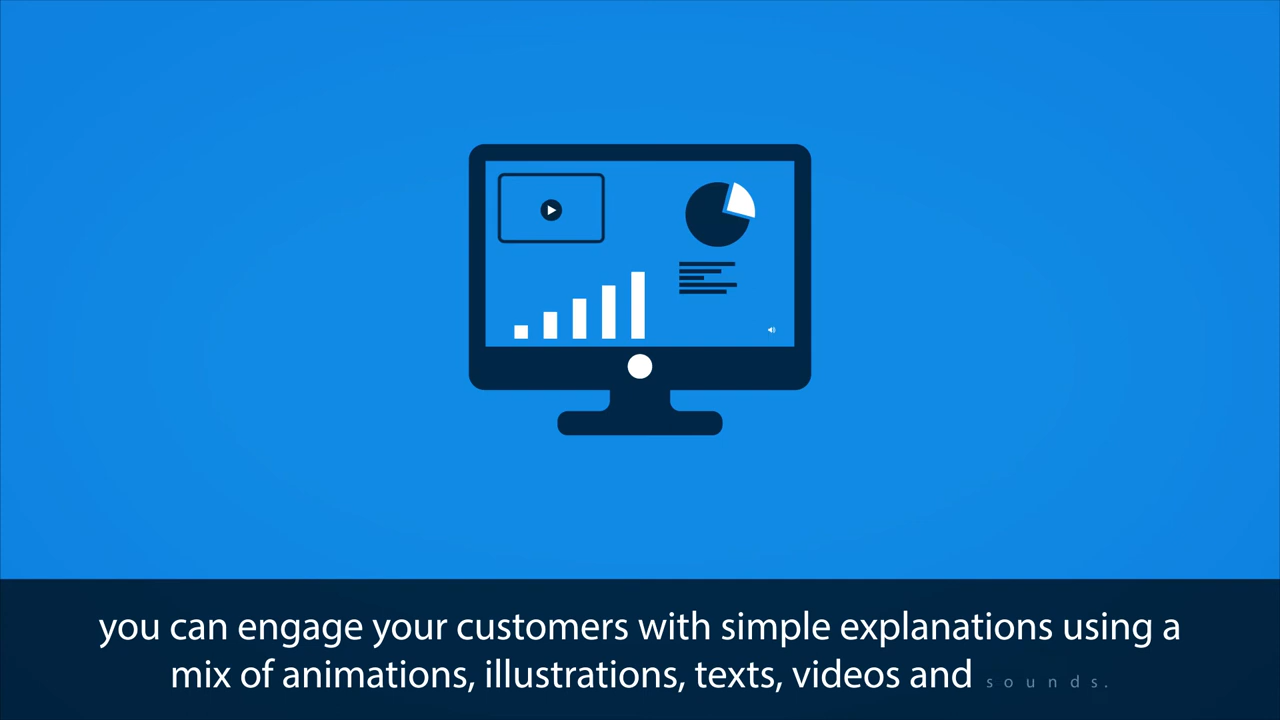 you can engage your customers with simple explanations using a
mix of animations, illustrations, texts, videos and sounds.